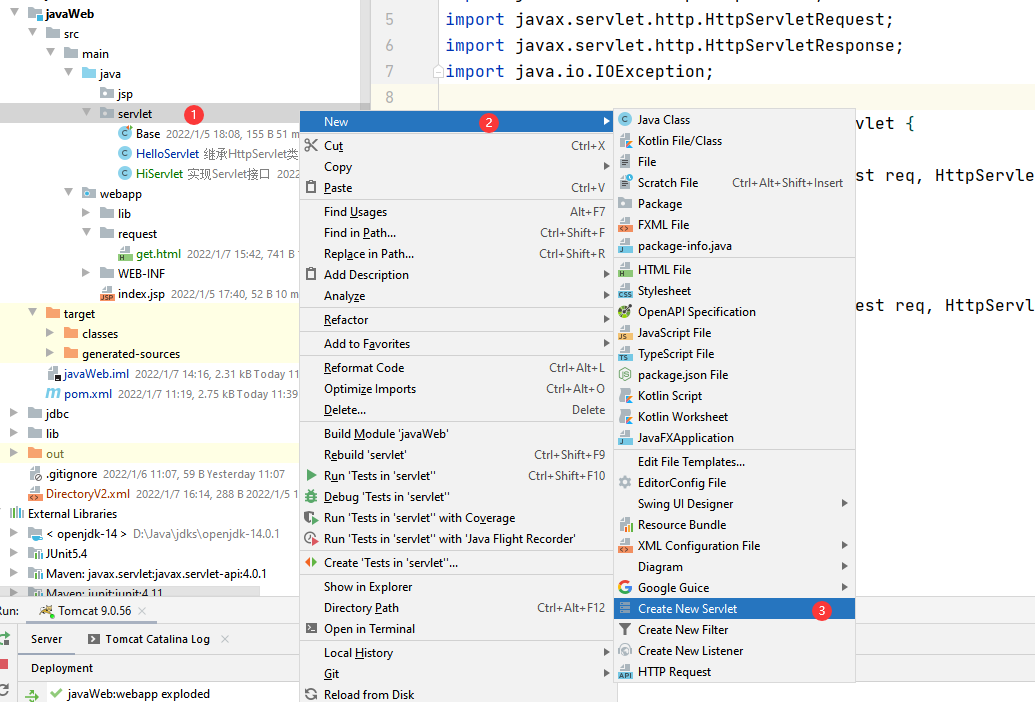 javaWeb
src
main
java
jsp
servlet 1
Base 2022/1/5 18:08, 155 B 51 m
HelloServlet 继承HttpServlet类
HiServlet 实现Servlet接口 2022
webapp
lib
request
get.html 2022/1/7 15:42, 741 B
WEB-INF
index.jsp 2022/1/5 17:40, 52 B 10 m
target
classes
generated-sources
javaWeb.iml 2022/1/7 14:16, 2.31 kB Today 11
pom.xml 2022/1/7 11:19, 2.75 kB Today 11:39
jdbc
lib
out
.gitignore 2022/1/6 11:07, 59 B Yesterday 11:07
DirectoryV2.xml 2022/1/7 16:14, 288 B 2022/1/5 1
External Libraries
< openjdk-14 > D:\Java\jdks\openjdk-14.0.1
JUnit5.4
Maven: javax.servlet:javax.servlet-api:4.0.1
Maven: junit:junit:4.11
5 import javax.servlet.http.HttpServletRequest;
6 import javax.servlet.http.HttpServletResponse;
7 import java.io.IOException;
8
vlet {
st req, HttpServle
est req, HttpServl
New 2
Cut Ctrl+X
Copy
Paste Ctrl+V
Find Usages Alt+F7
Find in Path... Ctrl+Shift+F
Replace in Path... Ctrl+Shift+R
Add Description
Analyze
Refactor
Add to Favorites
Reformat Code Ctrl+Alt+L
Optimize Imports Ctrl+Alt+O
Delete... Delete
Build Module 'javaWeb'
Rebuild 'servlet' Ctrl+Shift+F9
Run 'Tests in 'servlet'' Ctrl+Shift+F10
Debug 'Tests in 'servlet''
Run 'Tests in 'servlet'' with Coverage
Run 'Tests in 'servlet'' with 'Java Flight Recorder'
Create 'Tests in 'servlet''...
Show in Explorer
Directory Path Ctrl+Alt+F12
Open in Terminal
Local History
Git
Reload from Disk
Java Class
Kotlin File/Class
File
Scratch File Ctrl+Alt+Shift+Insert
Package
FXML File
package-info.java
HTML File
Stylesheet
OpenAPI Specification
JavaScript File
TypeScript File
package.json File
Kotlin Script
Kotlin Worksheet
JavaFXApplication
Edit File Templates...
EditorConfig File
Swing UI Designer
Resource Bundle
XML Configuration File
Diagram
Google Guice
Create New Servlet 3
Create New Filter
Create New Listener
HTTP Request
un: Tomcat 9.0.56
Server Tomcat Catalina Log
Deployment
javaWeb:webapp exploded